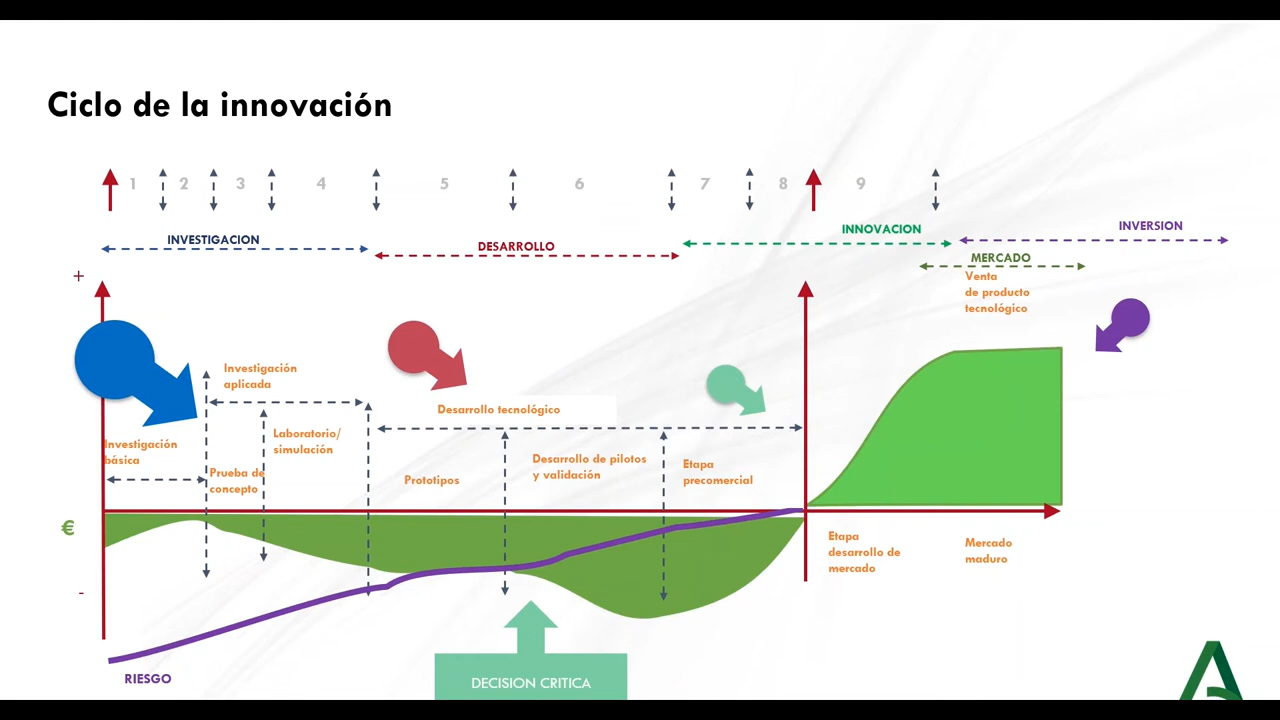 Ciclo de la innovación
1 2 3 4 5 6 7 8 9
INVESTIGACION
DESARROLLO
INNOVACION
INVERSION
MERCADO
Venta
de producto
tecnológico
+
Investigación
aplicada
Desarrollo tecnológico
Laboratorio/
simulación
Investigación
básica
Prueba de
concepto
Prototipos
Desarrollo de pilotos
y validación
Etapa
precomercial
€
Etapa
desarrollo de
mercado
Mercado
maduro
-
RIESGO
DECISION CRITICA